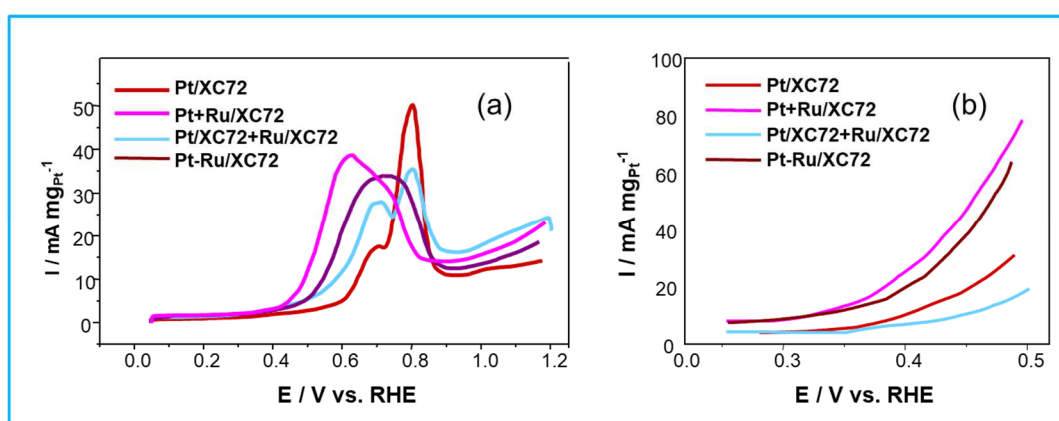 (a)
Pt/XC72
Pt+Ru/XC72
Pt/XC72+Ru/XC72
Pt-Ru/XC72
I / mA mg_Pt^-1
50
40
30
20
10
0
0.0 0.2 0.4 0.6 0.8 1.0 1.2
E / V vs. RHE
(b)
Pt/XC72
Pt+Ru/XC72
Pt/XC72+Ru/XC72
Pt-Ru/XC72
I / mA mg_Pt^-1
100
80
60
40
20
0
0.0 0.3 0.4 0.5
E / V vs. RHE